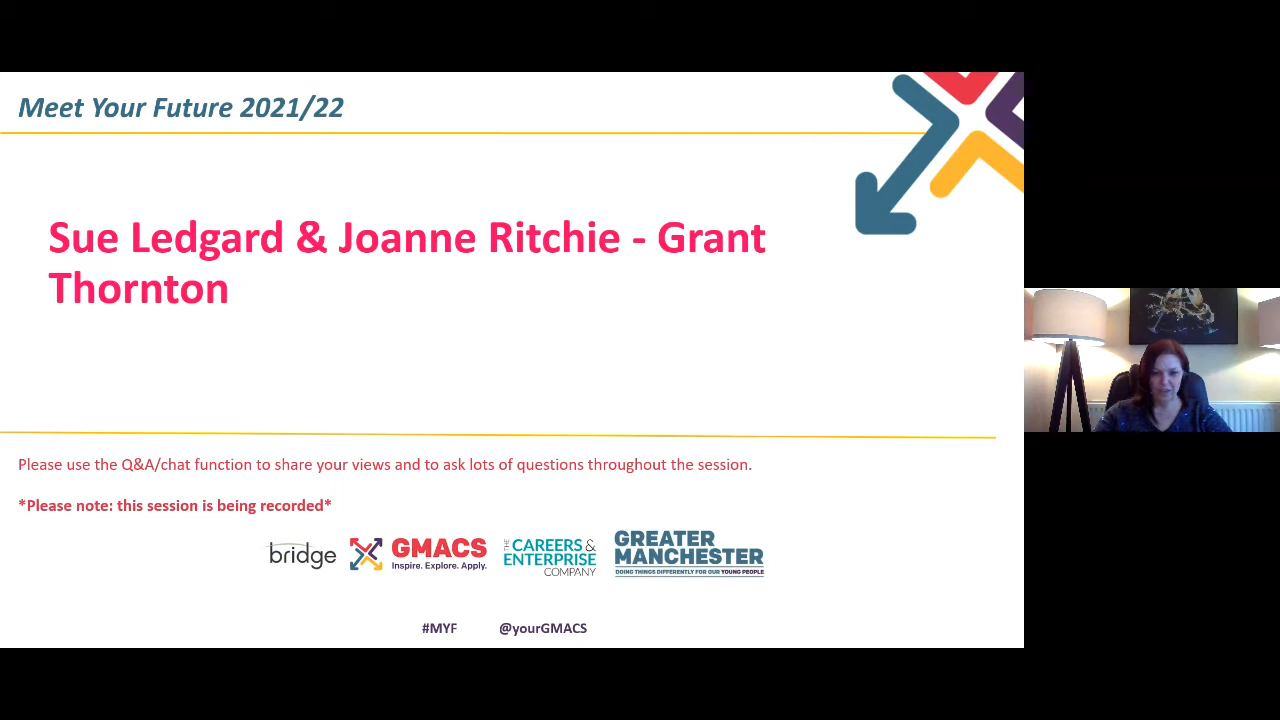 Meet Your Future 2021/22
Sue Ledgard & Joanne Ritchie - Grant
Thornton
Please use the Q&A/chat function to share your views and to ask lots of questions throughout the session.
*Please note: this session is being recorded*
bridge
GMACS
Inspire. Explore. Apply.
THE
CAREERS &
ENTERPRISE
COMPANY
GREATER
MANCHESTER
DOING THINGS DIFFERENTLY FOR OUR YOUNG PEOPLE
#MYF @yourGMACS